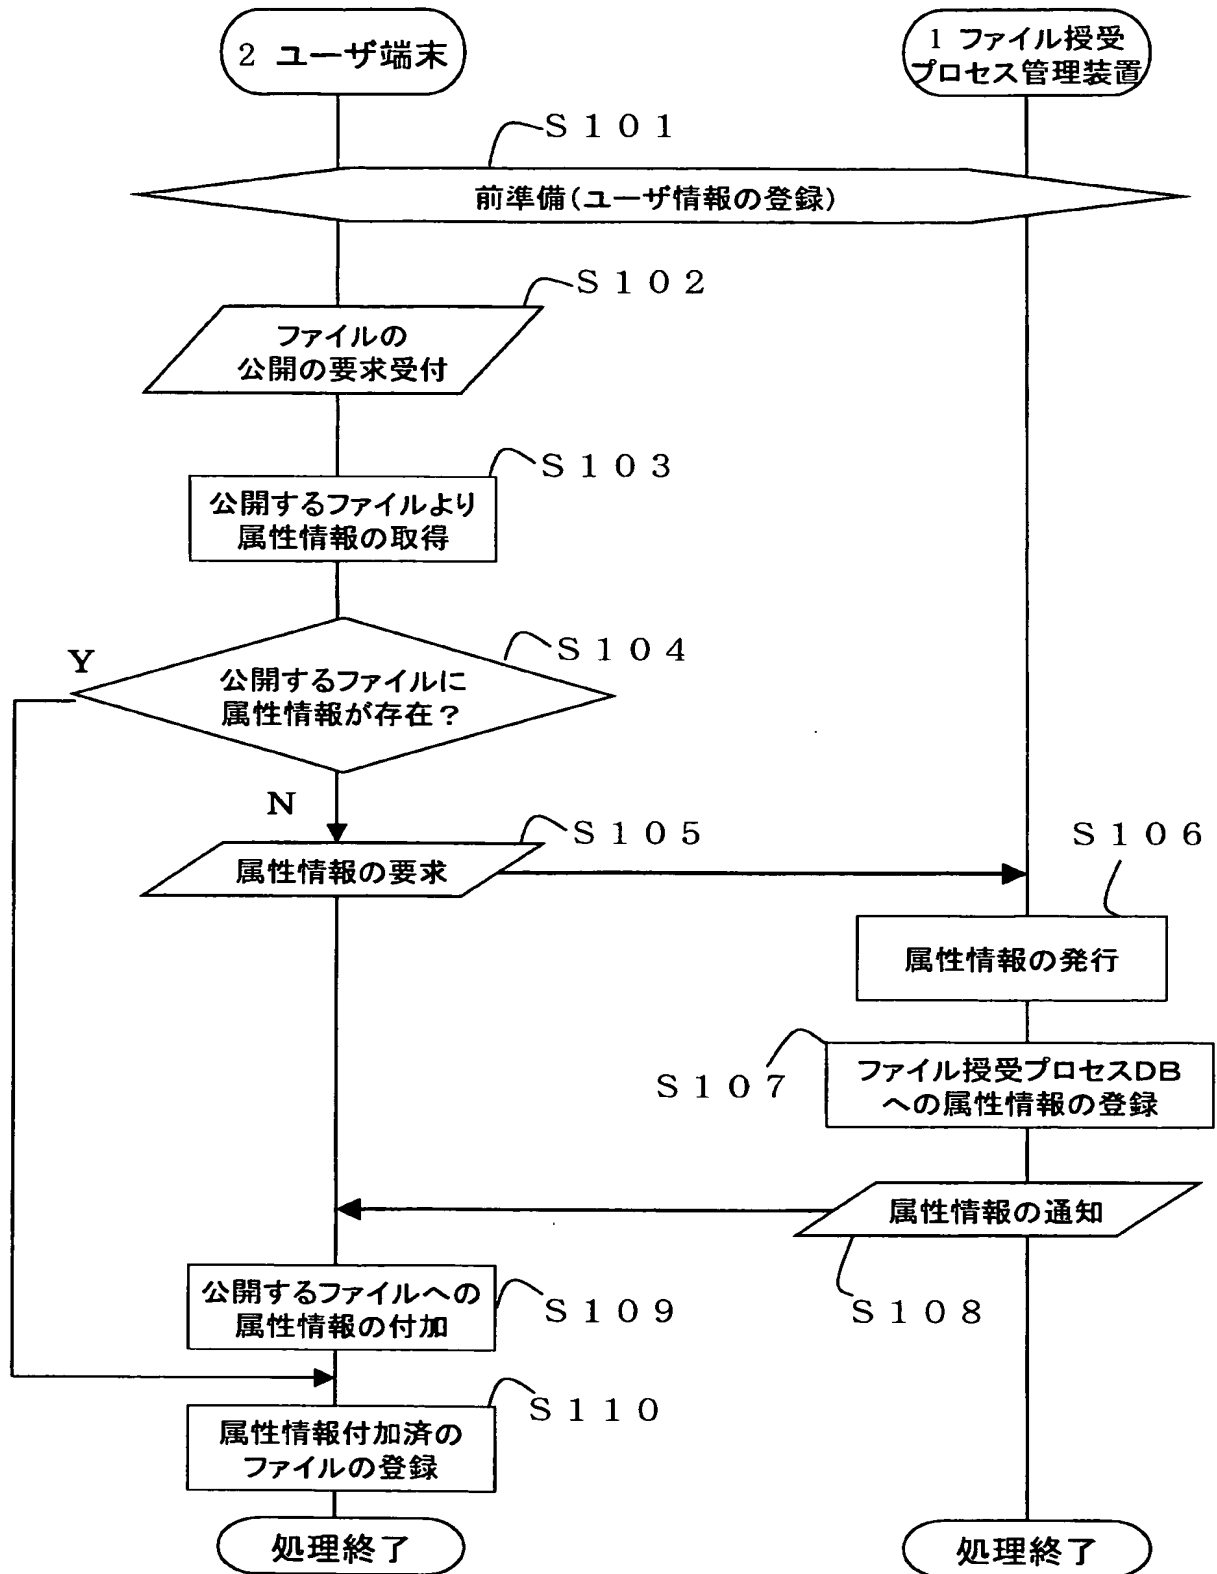 2 ユーザ端末
1 ファイル授受
プロセス管理装置
S101
前準備(ユーザ情報の登録)
S102
ファイルの
公開の要求受付
S103
公開するファイルより
属性情報の取得
S104
Y
公開するファイルに
属性情報が存在?
N
S105
属性情報の要求
S106
属性情報の発行
S107
ファイル授受プロセスDB
への属性情報の登録
属性情報の通知
S108
公開するファイルへの
属性情報の付加
S109
S110
属性情報付加済の
ファイルの登録
処理終了
処理終了